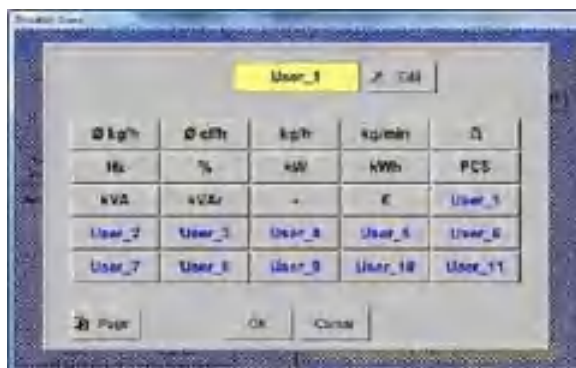 User_1 Edit
Ø kg/h Ø cf/h kg/h kg/min
Hz % kW kWh PCS
kVA kVAr - € User_1
User_2 User_3 User_4 User_5 User_6
User_7 User_8 User_9 User_10 User_11
Page OK Cancel